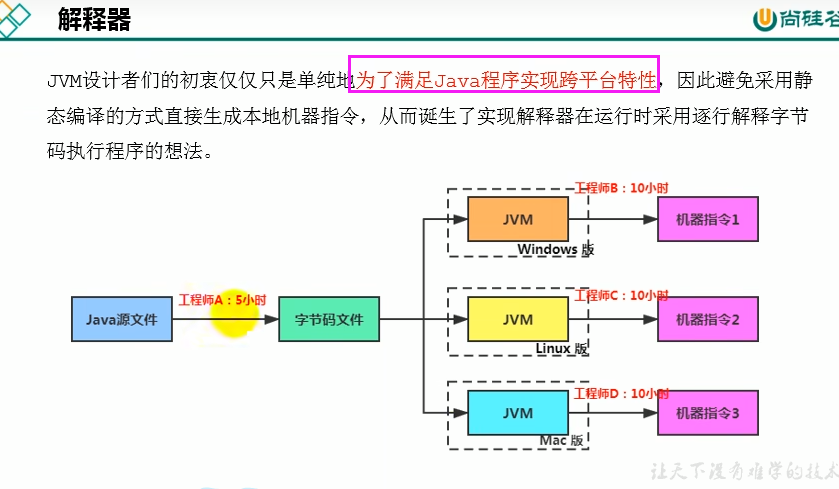 解释器
尚硅谷
JVM设计者们的初衷仅仅只是单纯地为了满足Java程序实现跨平台特性，因此避免采用静
态编译的方式直接生成本地机器指令，从而诞生了实现解释器在运行时采用逐行解释字节
码执行程序的想法。
工程师B：10小时
JVM
机器指令1
Windows 版
工程师A：5小时
工程师C：10小时
Java源文件
字节码文件
JVM
机器指令2
Linux 版
工程师D：10小时
JVM
机器指令3
Mac 版
让天下没有难学的技术